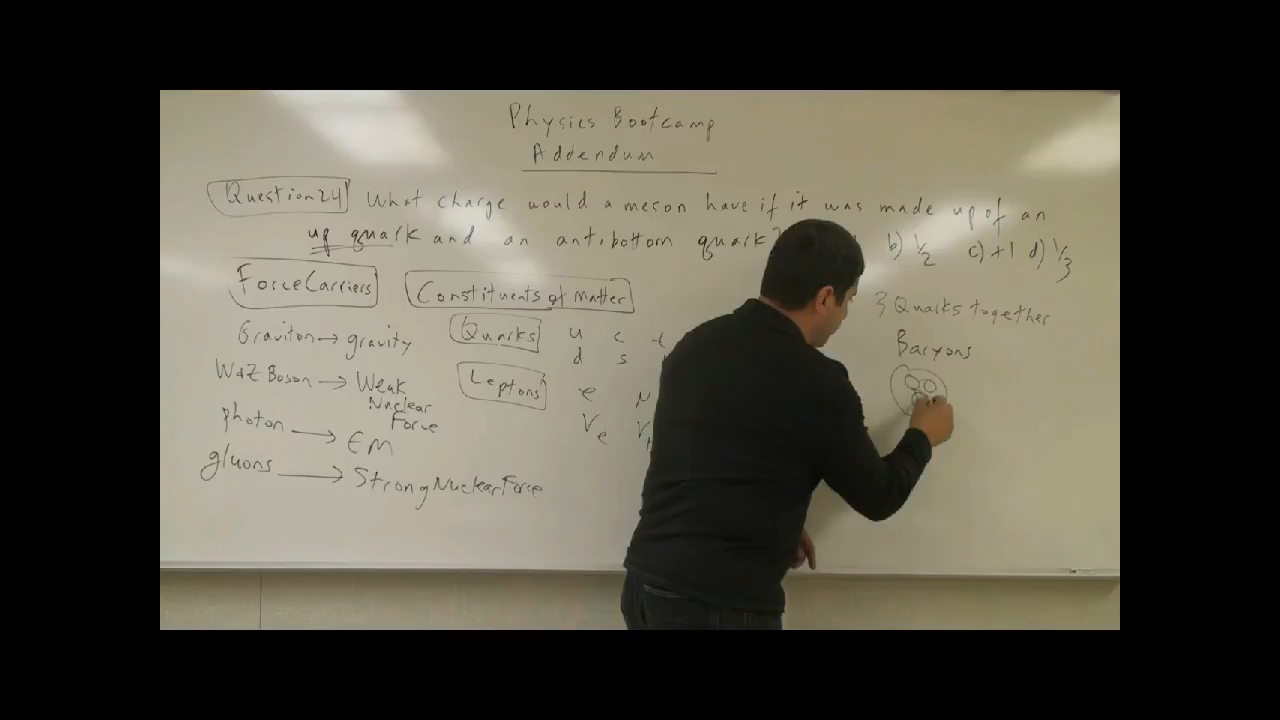 Physics Bootcamp
Addendum
Question 24 What charge would a meson have if it was made up of an
up quark and an antibottom quark? b) 1/2 c) +1 d) 1/3
Force Carriers
Graviton → gravity
W & Z Boson → Weak
Nuclear
Force
photon → EM
gluons → Strong Nuclear Force
Constituents of Matter
Quarks u c t
d s
Leptons e μ
νe ν
3 Quarks together
Baryons